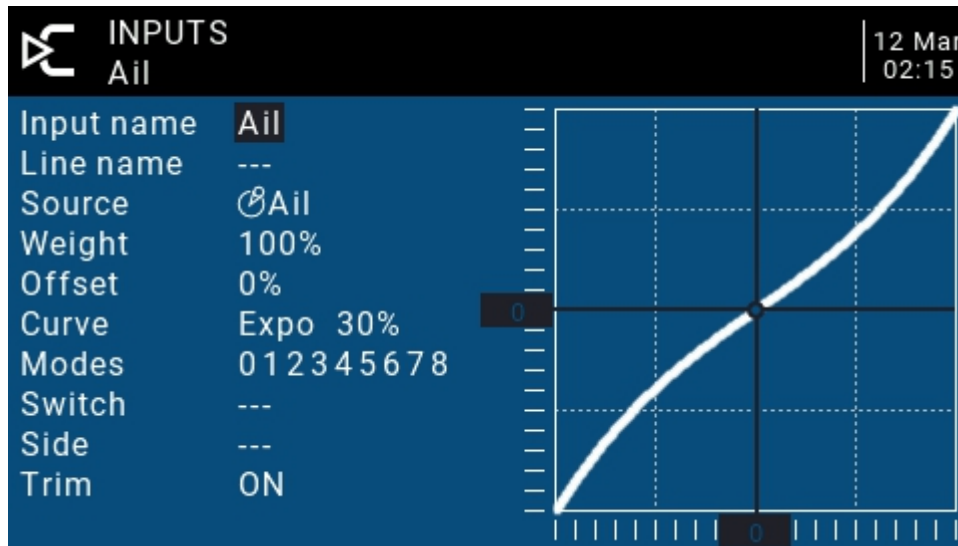 INPUTS
Ail
12 Mar
02:15
Input name Ail
Line name ---
Source Ail
Weight 100%
Offset 0%
Curve Expo 30%
Modes 012345678
Switch ---
Side ---
Trim ON
0
0